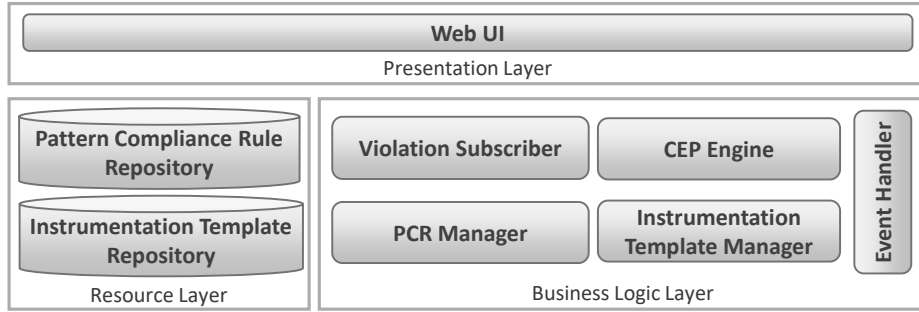 Web UI
Presentation Layer
Pattern Compliance Rule
Repository
Instrumentation Template
Repository
Resource Layer
Violation Subscriber
CEP Engine
PCR Manager
Instrumentation
Template Manager
Event Handler
Business Logic Layer